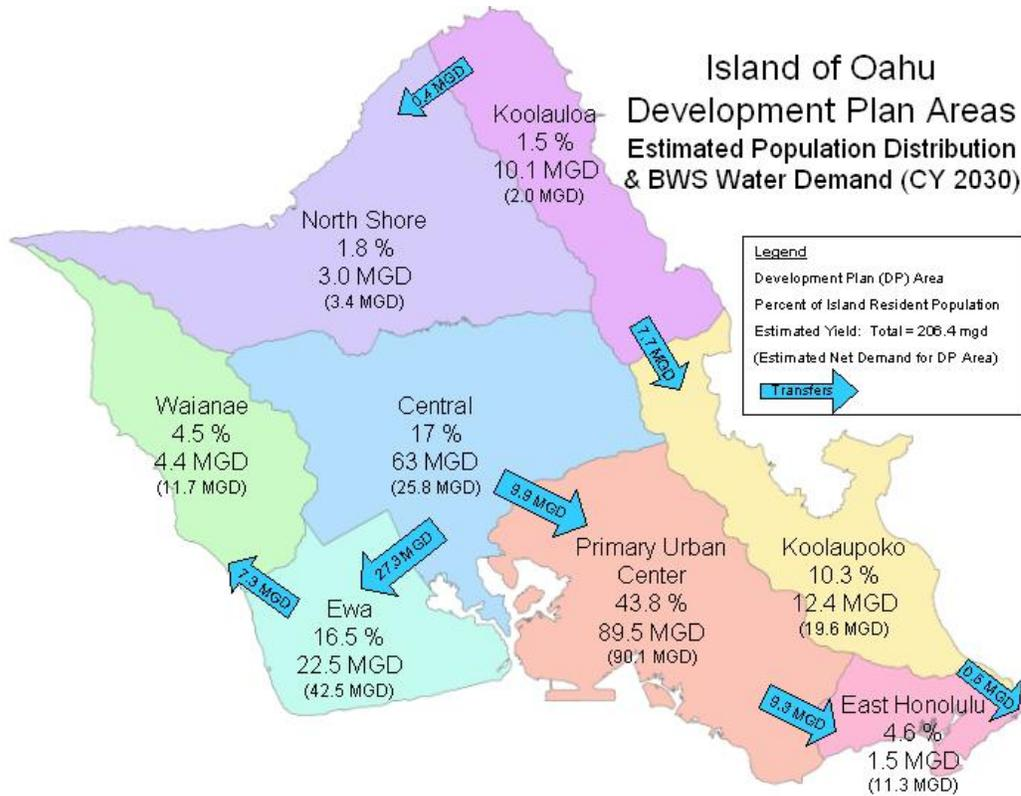 Island of Oahu
Development Plan Areas
Estimated Population Distribution
& BWS Water Demand (CY 2030)
0.4 MGD
Koolauloa
1.5 %
10.1 MGD
(2.0 MGD)
North Shore
1.8 %
3.0 MGD
(3.4 MGD)
Legend
Development Plan (DP) Area
Percent of Island Resident Population
Estimated Yield: Total = 206.4 mgd
(Estimated Net Demand for DP Area)
Transfers
7.7 MGD
Waianae
4.5 %
4.4 MGD
(11.7 MGD)
Central
17 %
63 MGD
(25.8 MGD)
9.9 MGD
27.3 MGD
7.3 MGD
Ewa
16.5 %
22.5 MGD
(42.5 MGD)
Primary Urban
Center
43.8 %
89.5 MGD
(90.1 MGD)
Koolaupoko
10.3 %
12.4 MGD
(19.6 MGD)
9.3 MGD
0.5 MGD
East Honolulu
4.6 %
1.5 MGD
(11.3 MGD)